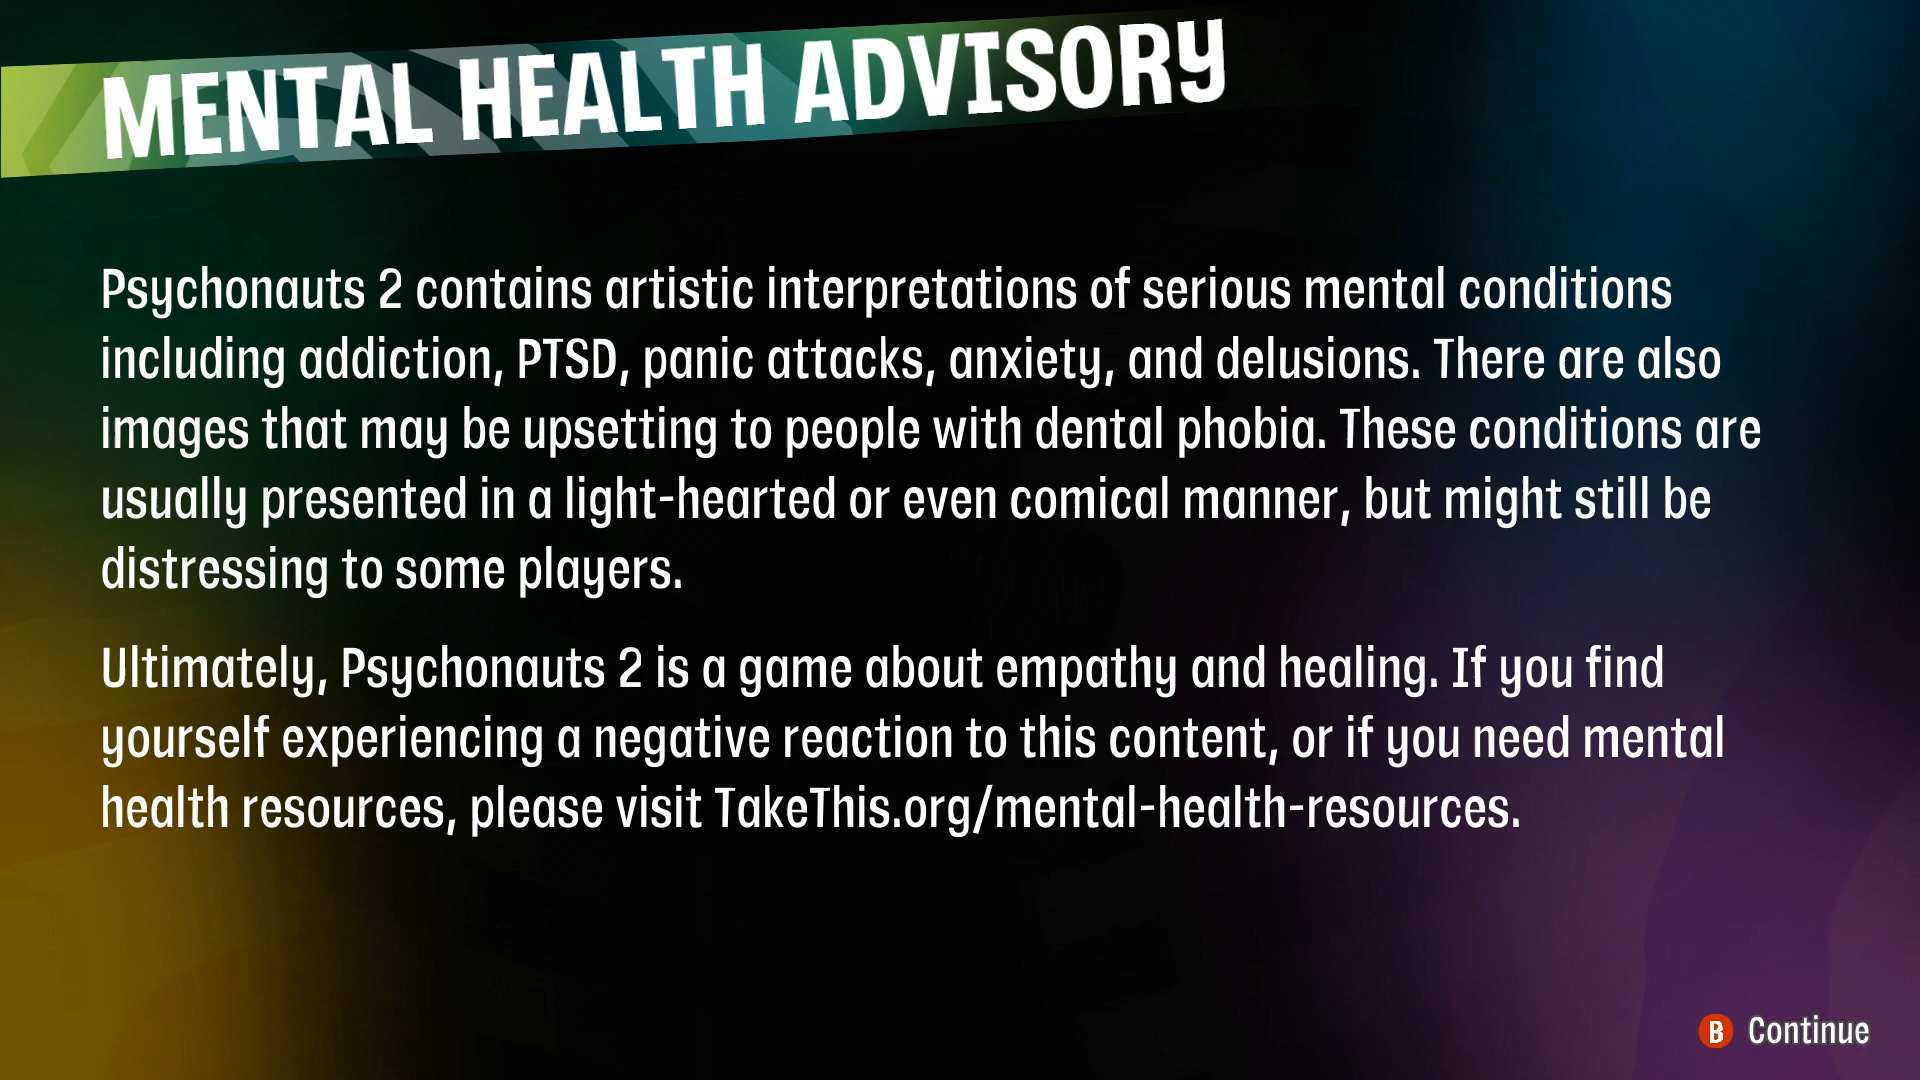 MENTAL HEALTH ADVISORY
Psychonauts 2 contains artistic interpretations of serious mental conditions
including addiction, PTSD, panic attacks, anxiety, and delusions. There are also
images that may be upsetting to people with dental phobia. These conditions are
usually presented in a light-hearted or even comical manner, but might still be
distressing to some players.
Ultimately, Psychonauts 2 is a game about empathy and healing. If you find
yourself experiencing a negative reaction to this content, or if you need mental
health resources, please visit TakeThis.org/mental-health-resources.
B Continue